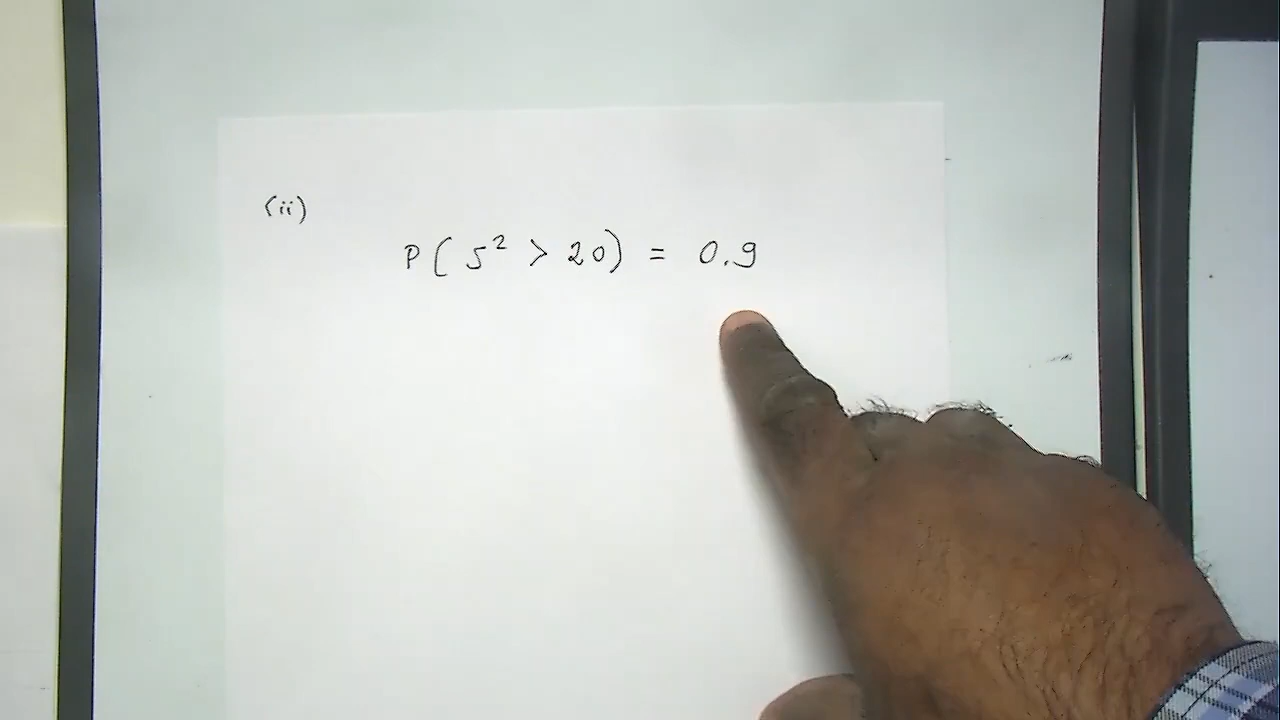 (ii)
P( s² > 20) = 0.9